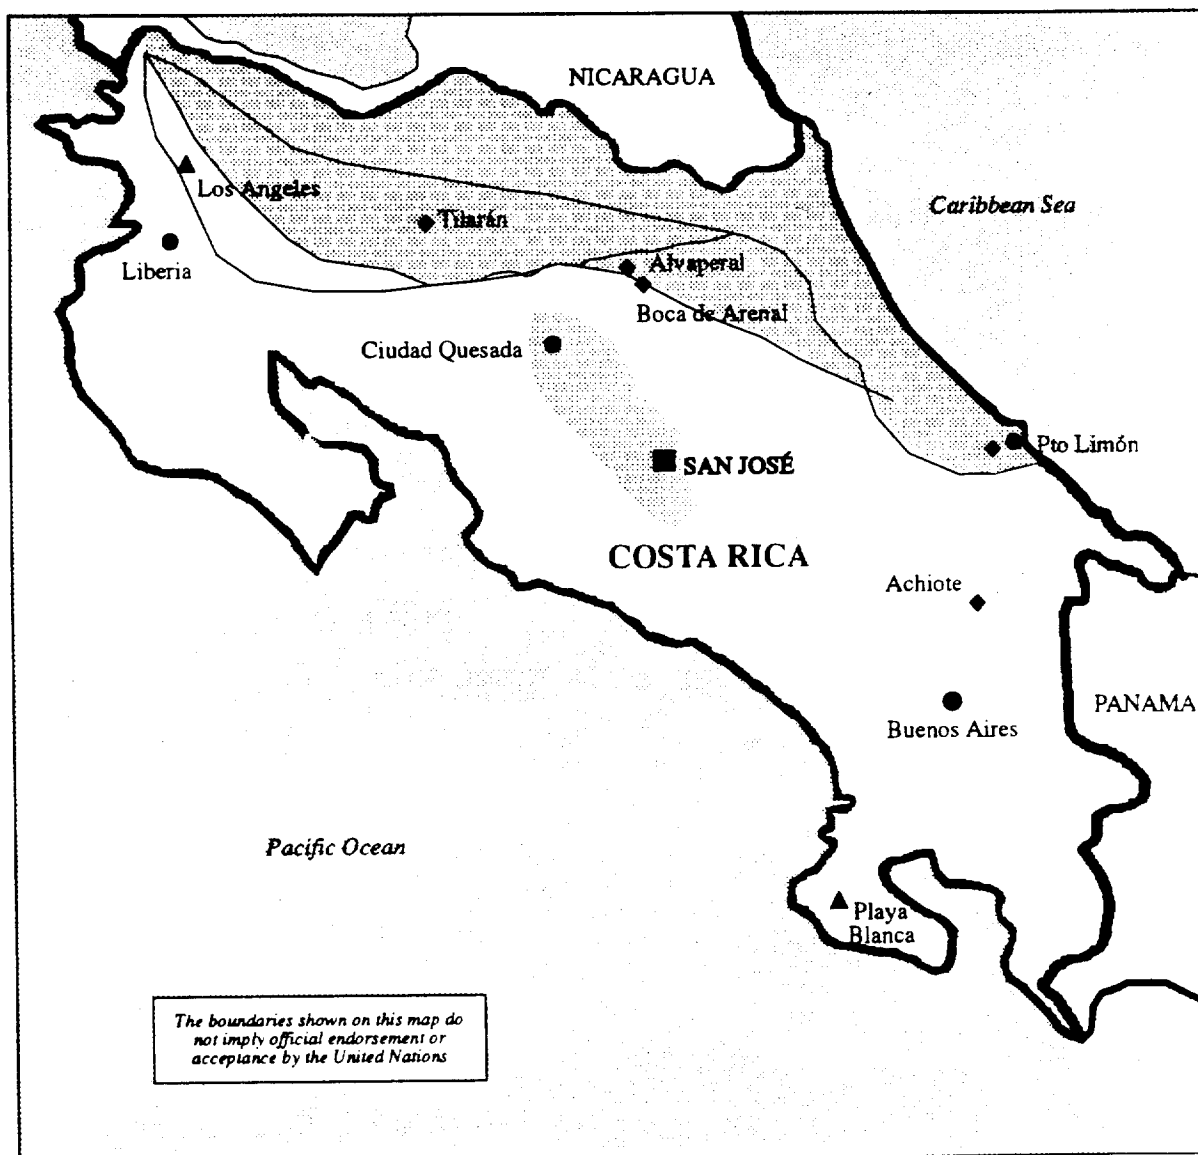 NICARAGUA
Los Angeles
Tilarán
Caribbean Sea
Liberia
Alvaperal
Boca de Arenal
Ciudad Quesada
Pto Limón
SAN JOSÉ
COSTA RICA
Achiote
PANAMA
Buenos Aires
Pacific Ocean
Playa
Blanca
The boundaries shown on this map do
not imply official endorsement or
acceptance by the United Nations